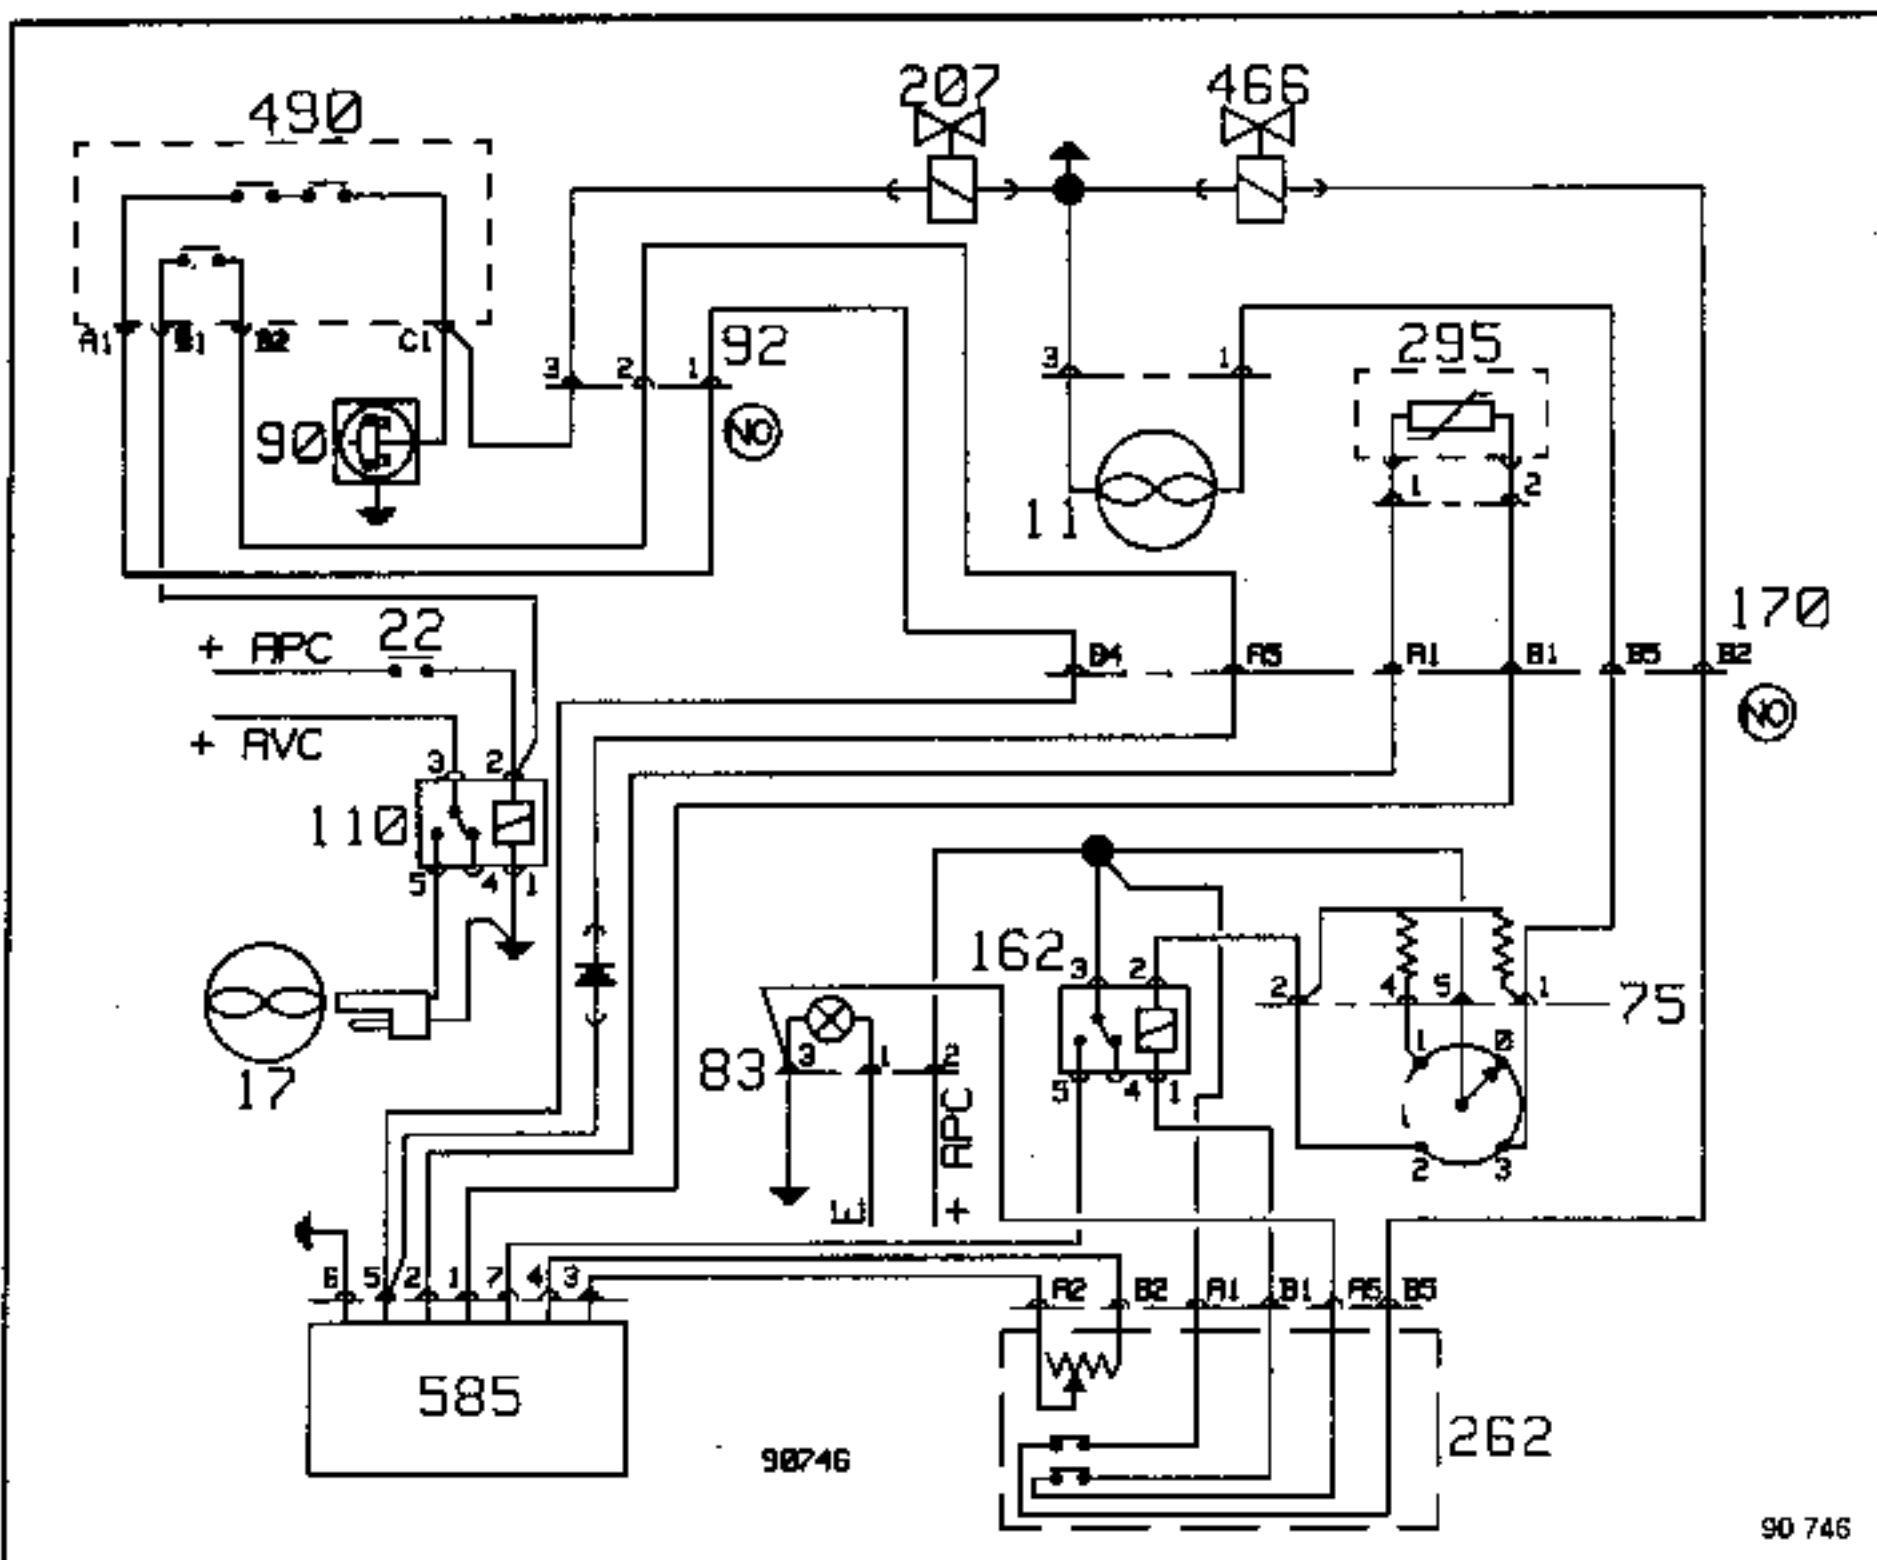 207 466
490
A1 B1 B2 C1
3 2 1 92
NO
90
3 1
295
11
1 2
170
+ APC 22
B4 A5 A1 B1 B5 B2
NO
+ AVC
3 2
110
5 4 1
162 3 2
2 4 5 1 75
17
83 3 1 2
5 4 1
1 0
2 3
E + APC
6 5 2 1 7 4 3
A2 B2 A1 B1 A5 B5
585
262
90746
90 746